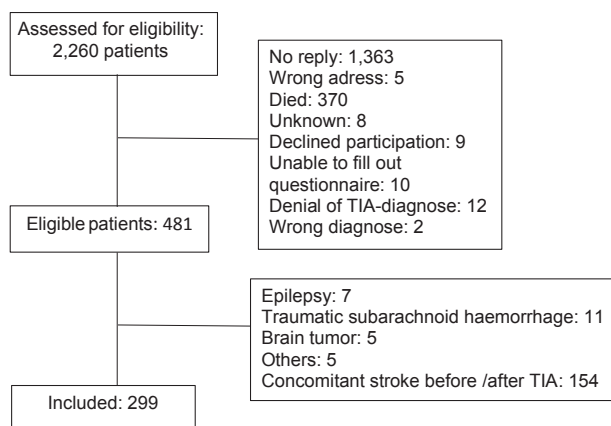 Assessed for eligibility:
2,260 patients
No reply: 1,363
Wrong adress: 5
Died: 370
Unknown: 8
Declined participation: 9
Unable to fill out
questionnaire: 10
Denial of TIA-diagnose: 12
Wrong diagnose: 2
Eligible patients: 481
Epilepsy: 7
Traumatic subarachnoid haemorrhage: 11
Brain tumor: 5
Others: 5
Concomitant stroke before /after TIA: 154
Included: 299